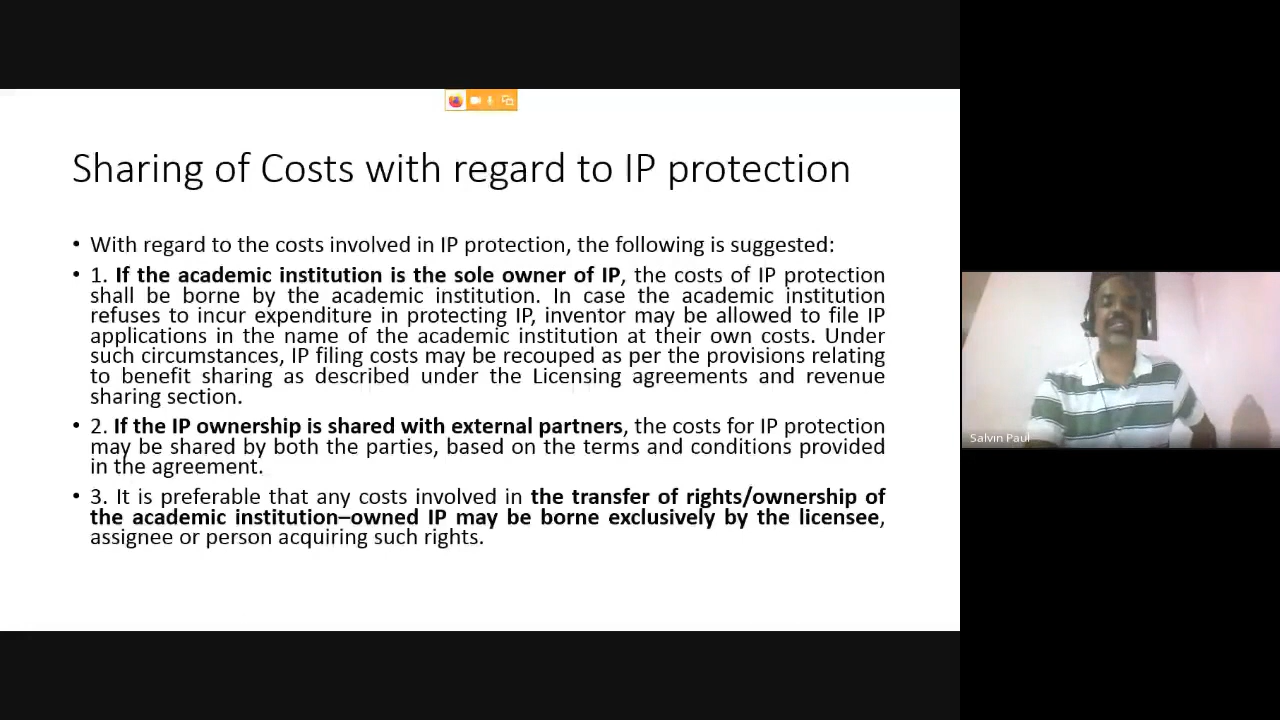 Sharing of Costs with regard to IP protection
• With regard to the costs involved in IP protection, the following is suggested:
• 1. If the academic institution is the sole owner of IP, the costs of IP protection
shall be borne by the academic institution. In case the academic institution
refuses to incur expenditure in protecting IP, inventor may be allowed to file IP
applications in the name of the academic institution at their own costs. Under
such circumstances, IP filing costs may be recouped as per the provisions relating
to benefit sharing as described under the Licensing agreements and revenue
sharing section.
• 2. If the IP ownership is shared with external partners, the costs for IP protection
may be shared by both the parties, based on the terms and conditions provided
in the agreement.
• 3. It is preferable that any costs involved in the transfer of rights/ownership of
the academic institution–owned IP may be borne exclusively by the licensee,
assignee or person acquiring such rights.
Salvin Paul